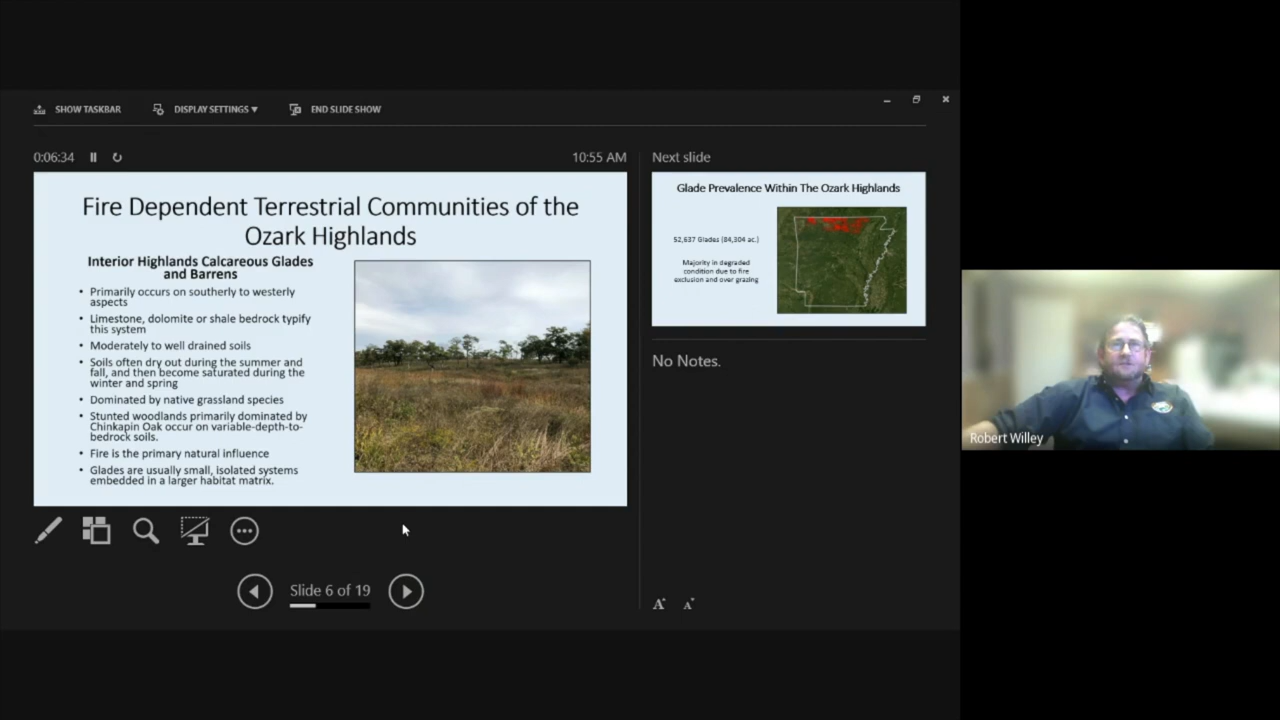 SHOW TASKBAR
DISPLAY SETTINGS ▾
END SLIDE SHOW
0:06:34
10:55 AM
Next slide
Fire Dependent Terrestrial Communities of the
Ozark Highlands
Interior Highlands Calcareous Glades
and Barrens
• Primarily occurs on southerly to westerly
aspects
• Limestone, dolomite or shale bedrock typify
this system
• Moderately to well drained soils
• Soils often dry out during the summer and
fall, and then become saturated during the
winter and spring
• Dominated by native grassland species
• Stunted woodlands primarily dominated by
Chinkapin Oak occur on variable-depth-to-
bedrock soils.
• Fire is the primary natural influence
• Glades are usually small, isolated systems
embedded in a larger habitat matrix.
Glade Prevalence Within The Ozark Highlands
52,637 Glades (84,304 ac.)
Majority in degraded
condition due to fire
exclusion and over grazing
No Notes.
Slide 6 of 19
A A
Robert Willey